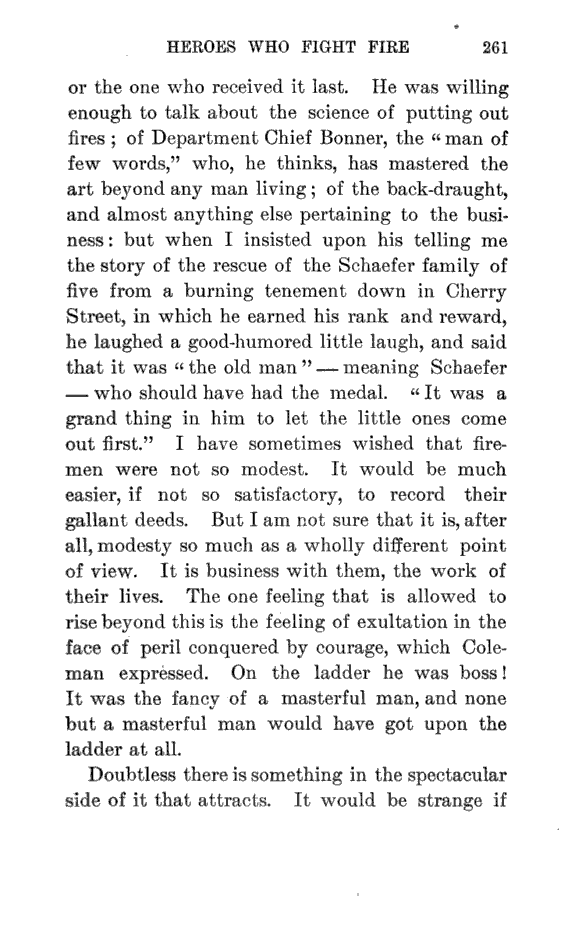 HEROES WHO FIGHT FIRE 261
or the one who received it last. He was willing
enough to talk about the science of putting out
fires ; of Department Chief Bonner, the “ man of
few words,” who, he thinks, has mastered the
art beyond any man living ; of the back-draught,
and almost anything else pertaining to the busi-
ness : but when I insisted upon his telling me
the story of the rescue of the Schaefer family of
five from a burning tenement down in Cherry
Street, in which he earned his rank and reward,
he laughed a good-humored little laugh, and said
that it was “ the old man ” — meaning Schaefer
— who should have had the medal. “ It was a
grand thing in him to let the little ones come
out first.” I have sometimes wished that fire-
men were not so modest. It would be much
easier, if not so satisfactory, to record their
gallant deeds. But I am not sure that it is, after
all, modesty so much as a wholly different point
of view. It is business with them, the work of
their lives. The one feeling that is allowed to
rise beyond this is the feeling of exultation in the
face of peril conquered by courage, which Cole-
man expressed. On the ladder he was boss !
It was the fancy of a masterful man, and none
but a masterful man would have got upon the
ladder at all.
Doubtless there is something in the spectacular
side of it that attracts. It would be strange if